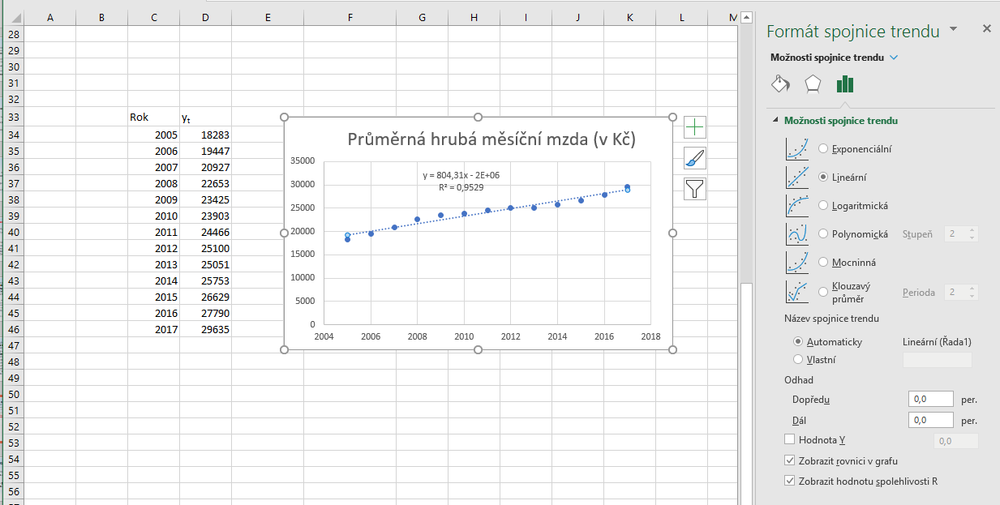 A B C D E F G H I J K L M
28
29
30
31
32
33 Rok yt
34 2005 18283
35 2006 19447
36 2007 20927
37 2008 22653
38 2009 23425
39 2010 23903
40 2011 24466
41 2012 25100
42 2013 25051
43 2014 25753
44 2015 26629
45 2016 27790
46 2017 29635
47
48
49
50
51
52
53
54
55
56
Průměrná hrubá měsíční mzda (v Kč)
y = 804,31x - 2E+06
R² = 0,9529
35000
30000
25000
20000
15000
10000
5000
0
2004 2006 2008 2010 2012 2014 2016 2018
Formát spojnice trendu
Možnosti spojnice trendu
Možnosti spojnice trendu
Exponenciální
Lineární
Logaritmická
Polynomická Stupeň 2
Mocninná
Klouzavý
průměr Perioda 2
Název spojnice trendu
Automaticky Lineární (Řada1)
Vlastní
Odhad
Dopředu 0,0 per.
Dál 0,0 per.
Hodnota Y 0,0
Zobrazit rovnici v grafu
Zobrazit hodnotu spolehlivosti R